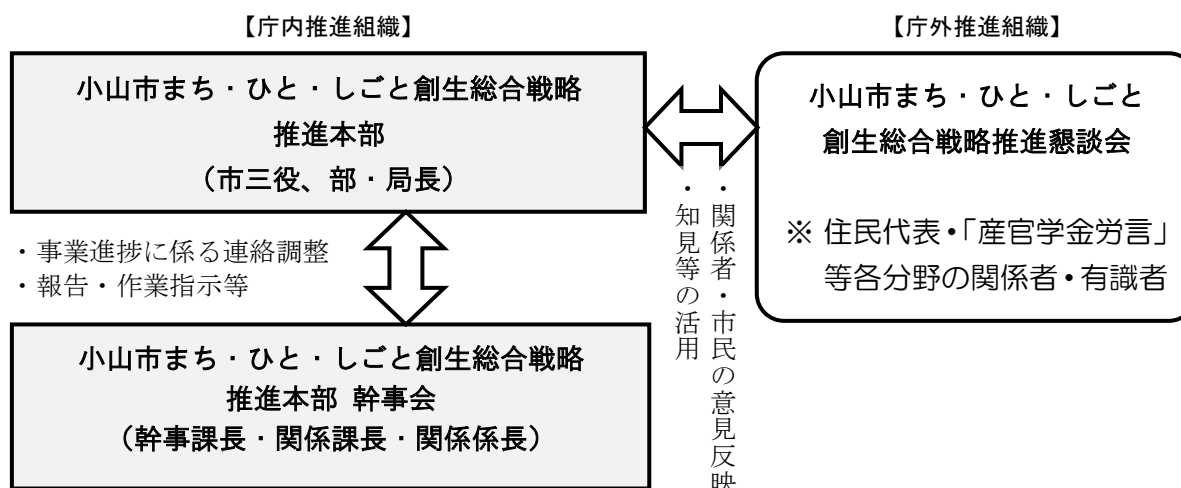 【庁内推進組織】
小山市まち・ひと・しごと創生総合戦略
推進本部
（市三役、部・局長）
・事業進捗に係る連絡調整
・報告・作業指示等
小山市まち・ひと・しごと創生総合戦略
推進本部 幹事会
（幹事課長・関係課長・関係係長）
・関係者・市民の意見反映
・知見等の活用
【庁外推進組織】
小山市まち・ひと・しごと
創生総合戦略推進懇談会
※ 住民代表・「産官学金労言」
等各分野の関係者・有識者